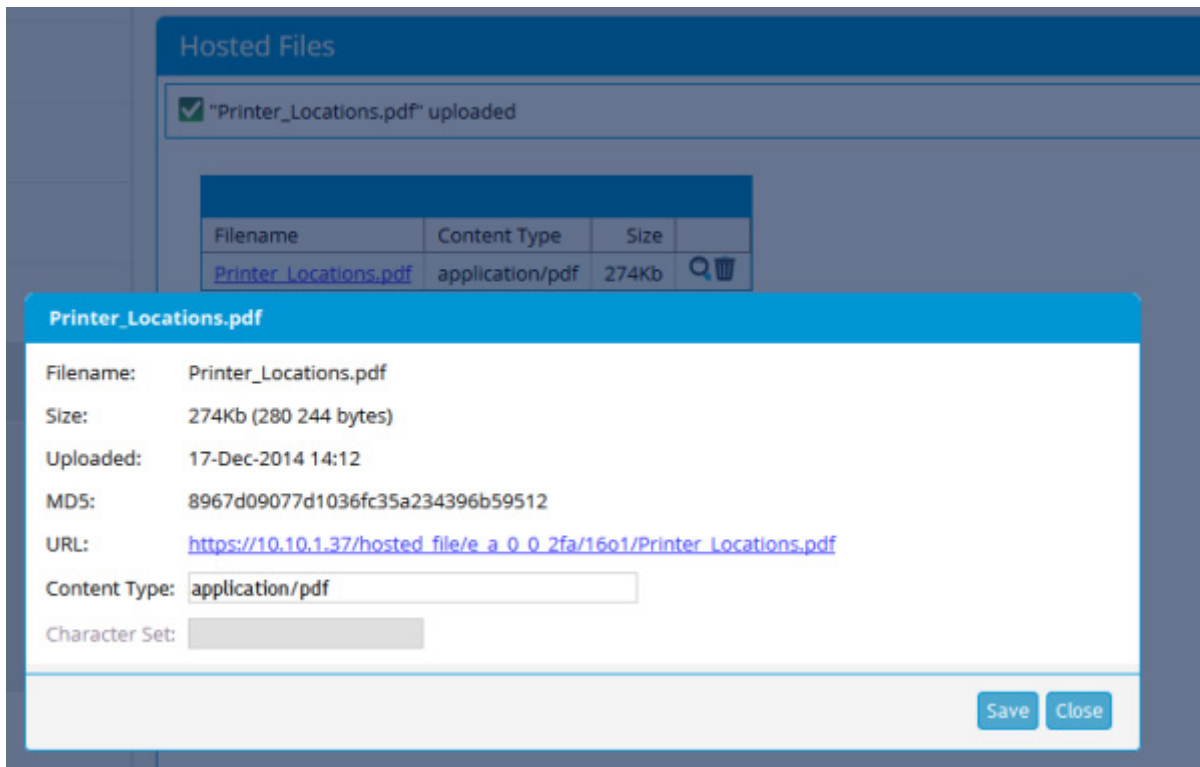 Hosted Files
"Printer_Locations.pdf" uploaded
Filename Content Type Size
Printer_Locations.pdf application/pdf 274Kb
Printer_Locations.pdf
Filename: Printer_Locations.pdf
Size: 274Kb (280 244 bytes)
Uploaded: 17-Dec-2014 14:12
MD5: 8967d09077d1036fc35a234396b59512
URL: https://10.10.1.37/hosted_file/e_a_0_0_2fa/16o1/Printer_Locations.pdf
Content Type: application/pdf
Character Set:
Save Close